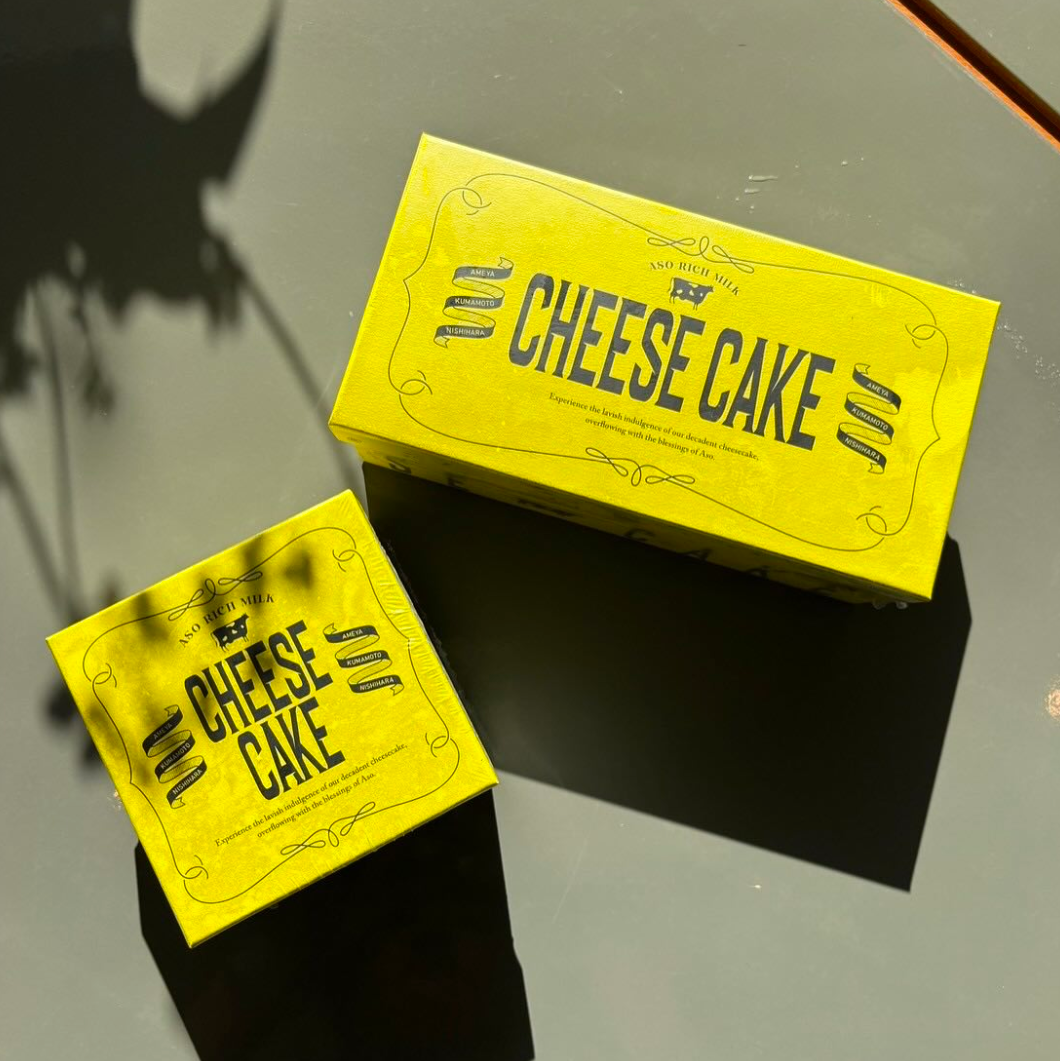 ASO RICH MILK
CHEESE CAKE
AMEYA
KUMAMOTO
NISHIHARA
AMEYA
KUMAMOTO
NISHIHARA
Experience the lavish indulgence of our decadent cheesecake,
overflowing with the blessings of Aso.
ASO RICH MILK
CHEESE
CAKE
AMEYA
KUMAMOTO
NISHIHARA
AMEYA
KUMAMOTO
NISHIHARA
Experience the lavish indulgence of our decadent cheesecake,
overflowing with the blessings of Aso.